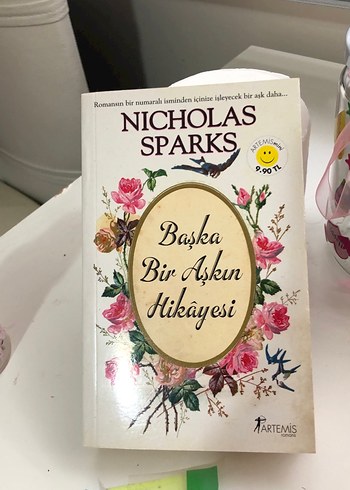 Romansın bir numaralı isminden içinize işleyecek bir aşk daha...
NICHOLAS
SPARKS
ARTEMİS mini
9.90 TL
Başka
Bir Aşkın
Hikâyesi
ARTEMİS